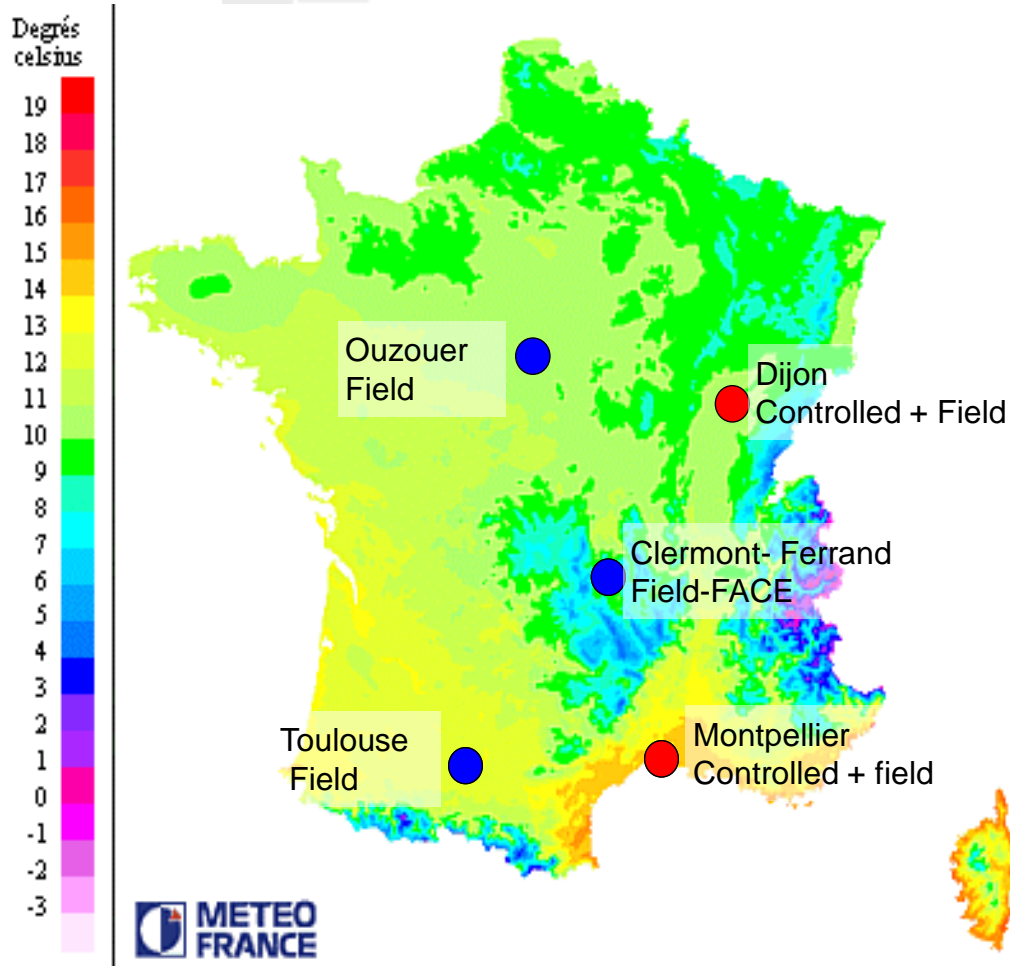 Degrés
celsius
19
18
17
16
15
14
13
12
11
10
9
8
7
6
5
4
3
2
1
0
-1
-2
-3
Ouzouer
Field
Dijon
Controlled + Field
Clermont- Ferrand
Field-FACE
Toulouse
Field
Montpellier
Controlled + field
METEO
FRANCE